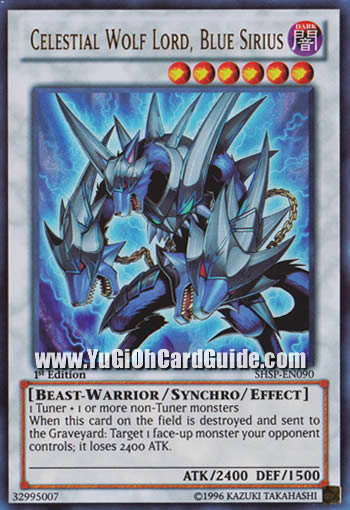 CELESTIAL WOLF LORD, BLUE SIRIUS
DARK
闇
www.YuGiOhCardGuide.com
1st Edition
SHSP-EN090
[BEAST-WARRIOR/SYNCHRO/EFFECT]
1 Tuner + 1 or more non-Tuner monsters
When this card on the field is destroyed and sent
to the Graveyard: Target 1 face-up monster your opponent
controls; it loses 2400 ATK.
ATK/2400 DEF/1500
32995007
©1996 KAZUKI TAKAHASHI